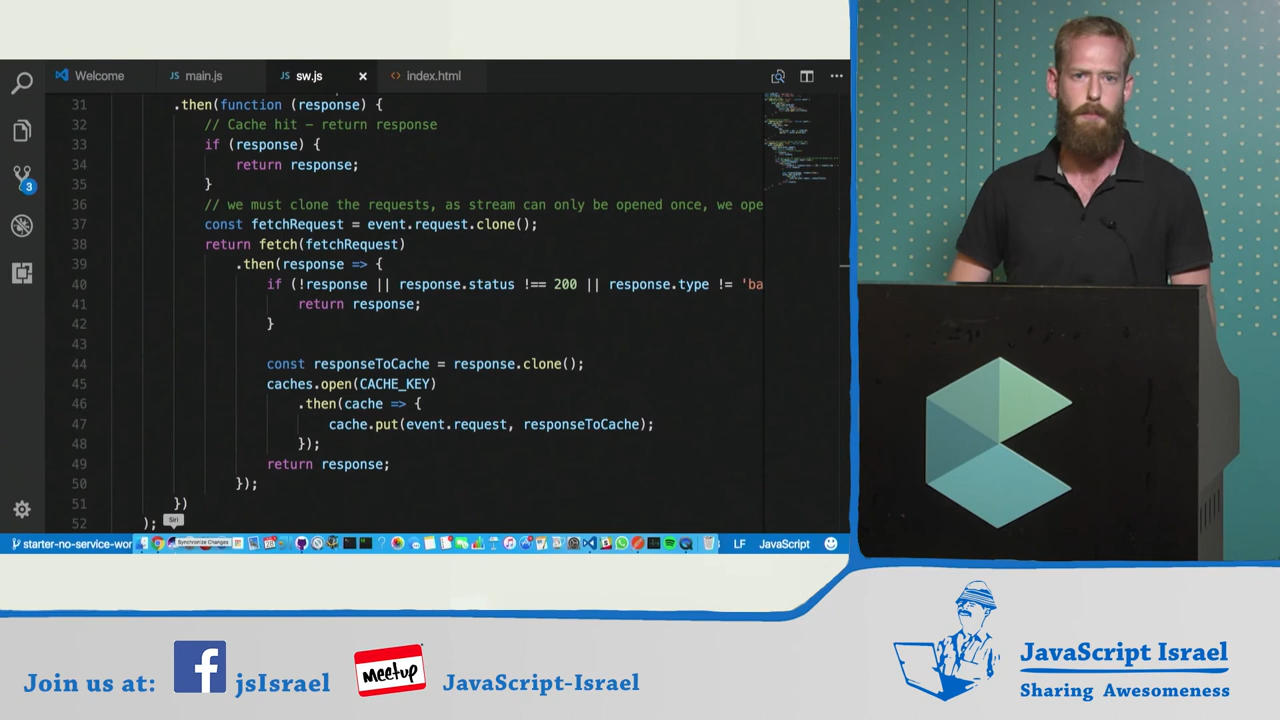 Welcome
main.js
sw.js
index.html
31 .then(function (response) {
32 // Cache hit – return response
33 if (response) {
34 return response;
35 }
36 // we must clone the requests, as stream can only be opened once, we ope
37 const fetchRequest = event.request.clone();
38 return fetch(fetchRequest)
39 .then(response => {
40 if (!response || response.status !== 200 || response.type != 'ba
41 return response;
42 }
43
44 const responseToCache = response.clone();
45 caches.open(CACHE_KEY)
46 .then(cache => {
47 cache.put(event.request, responseToCache);
48 });
49 return response;
50 });
51 })
52 );
3
Siri
starter-no-service-wor
Synchronize Changes
LF
JavaScript
Join us at:
f
jsIsrael
meetup
JavaScript-Israel
JavaScript Israel
Sharing Awesomeness